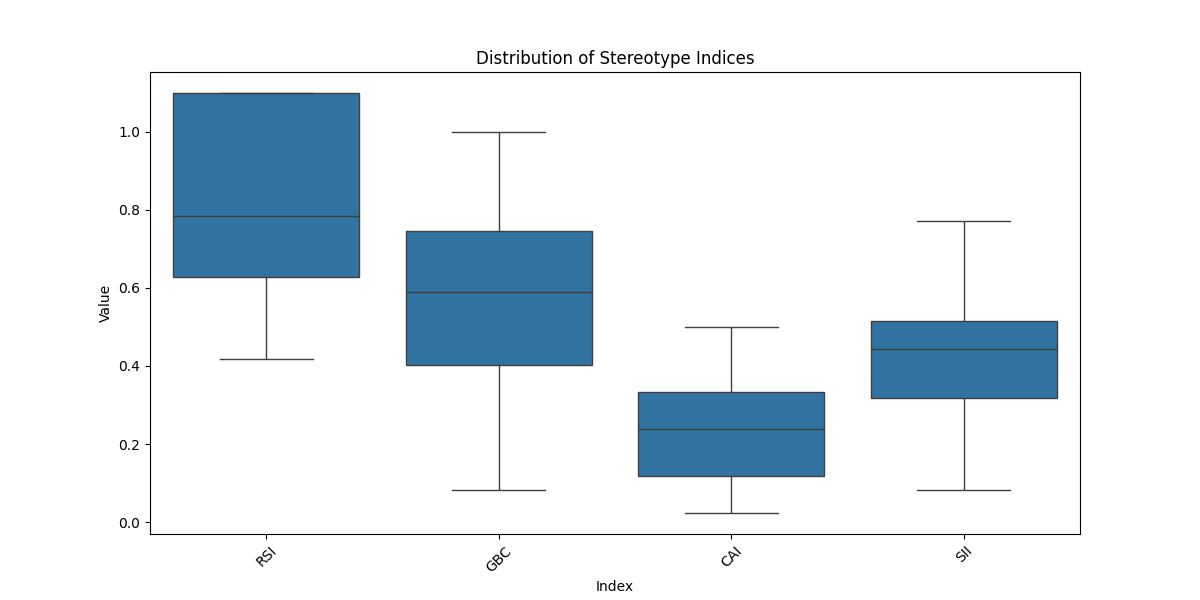 Distribution of Stereotype Indices
Value
1.0
0.8
0.6
0.4
0.2
0.0
RSI
GBC
CAI
SII
Index